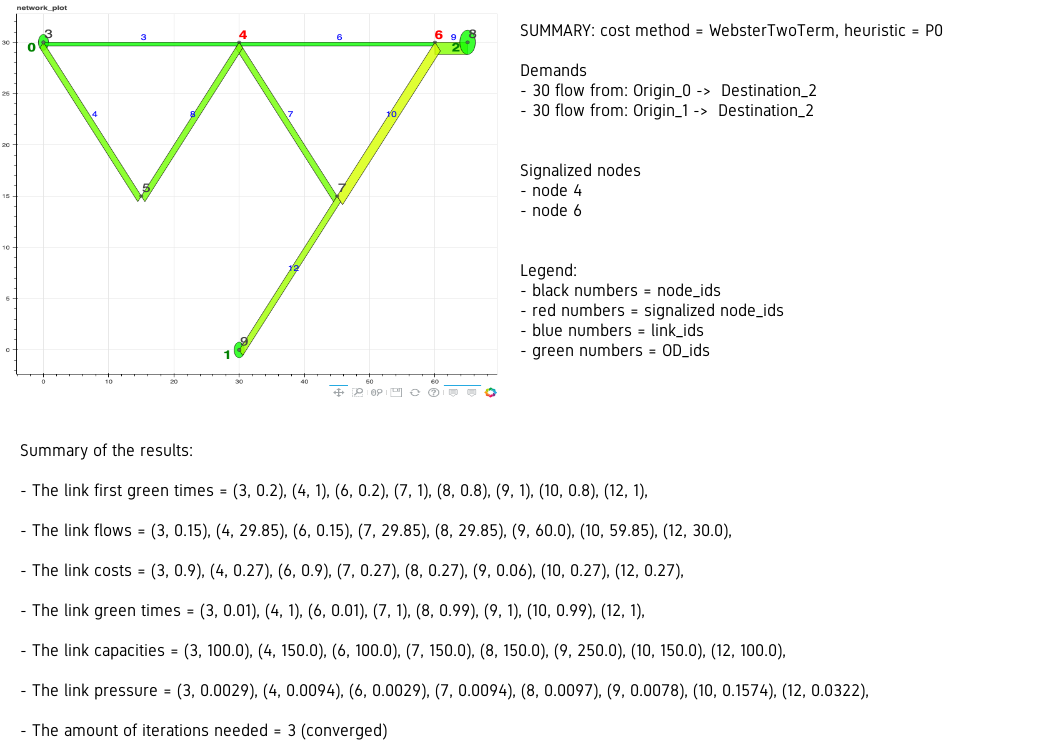 network_plot
30
25
20
15
10
5
0
0
10
20
30
40
50
60
3
0
3
4
6
6
9
2
8
4
8
7
10
5
7
12
9
1
SUMMARY: cost method = WebsterTwoTerm, heuristic = P0
Demands
- 30 flow from: Origin_0 -> Destination_2
- 30 flow from: Origin_1 -> Destination_2
Signalized nodes
- node 4
- node 6
Legend:
- black numbers = node_ids
- red numbers = signalized node_ids
- blue numbers = link_ids
- green numbers = OD_ids
Summary of the results:
- The link first green times = (3, 0.2), (4, 1), (6, 0.2), (7, 1), (8, 0.8), (9, 1), (10, 0.8), (12, 1),
- The link flows = (3, 0.15), (4, 29.85), (6, 0.15), (7, 29.85), (8, 29.85), (9, 60.0), (10, 59.85), (12, 30.0),
- The link costs = (3, 0.9), (4, 0.27), (6, 0.9), (7, 0.27), (8, 0.27), (9, 0.06), (10, 0.27), (12, 0.27),
- The link green times = (3, 0.01), (4, 1), (6, 0.01), (7, 1), (8, 0.99), (9, 1), (10, 0.99), (12, 1),
- The link capacities = (3, 100.0), (4, 150.0), (6, 100.0), (7, 150.0), (8, 150.0), (9, 250.0), (10, 150.0), (12, 100.0),
- The link pressure = (3, 0.0029), (4, 0.0094), (6, 0.0029), (7, 0.0094), (8, 0.0097), (9, 0.0078), (10, 0.1574), (12, 0.0322),
- The amount of iterations needed = 3 (converged)